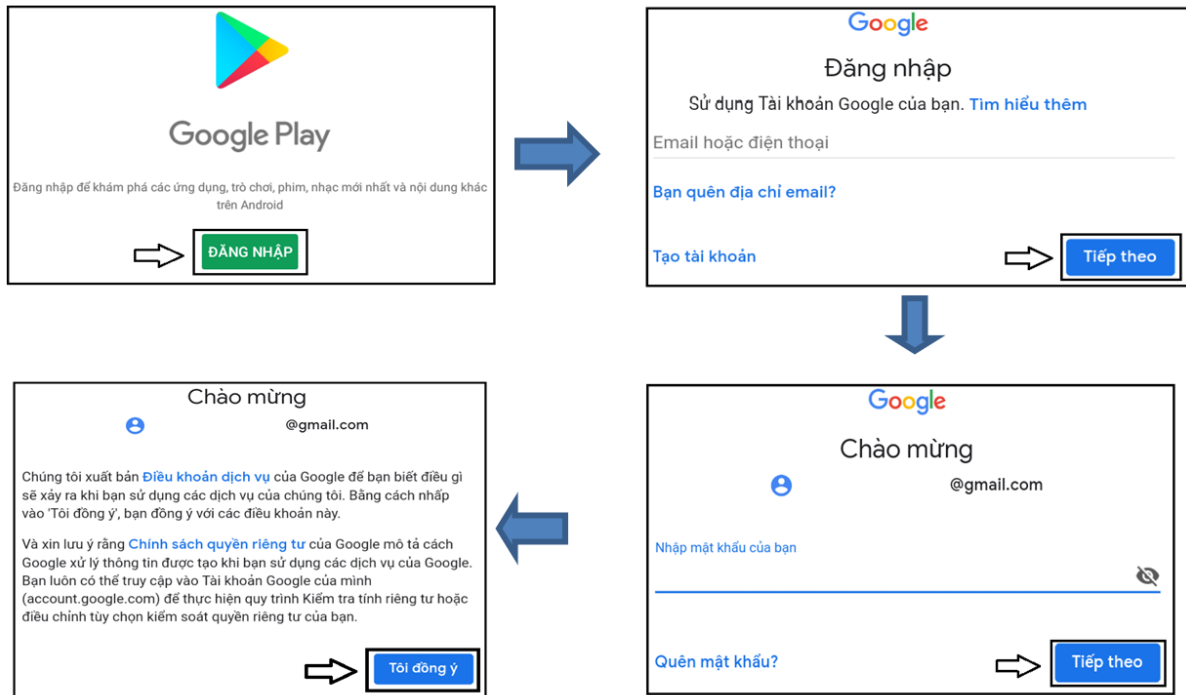 Google Play
Đăng nhập để khám phá các ứng dụng, trò chơi, phim, nhạc mới nhất và nội dung khác
trên Android
ĐĂNG NHẬP
Google
Đăng nhập
Sử dụng Tài khoản Google của bạn. Tìm hiểu thêm
Email hoặc điện thoại
Bạn quên địa chỉ email?
Tạo tài khoản
Tiếp theo
Google
Chào mừng
@gmail.com
Nhập mật khẩu của bạn
Quên mật khẩu?
Tiếp theo
Chào mừng
@gmail.com
Chúng tôi xuất bản Điều khoản dịch vụ của Google để bạn biết điều gì
sẽ xảy ra khi bạn sử dụng các dịch vụ của chúng tôi. Bằng cách nhấp
vào 'Tôi đồng ý', bạn đồng ý với các điều khoản này.
Và xin lưu ý rằng Chính sách quyền riêng tư của Google mô tả cách
Google xử lý thông tin được tạo khi bạn sử dụng các dịch vụ của Google.
Bạn luôn có thể truy cập vào Tài khoản Google của mình
(account.google.com) để thực hiện quy trình Kiểm tra tính riêng tư hoặc
điều chỉnh tùy chọn kiểm soát quyền riêng tư của bạn.
Tôi đồng ý